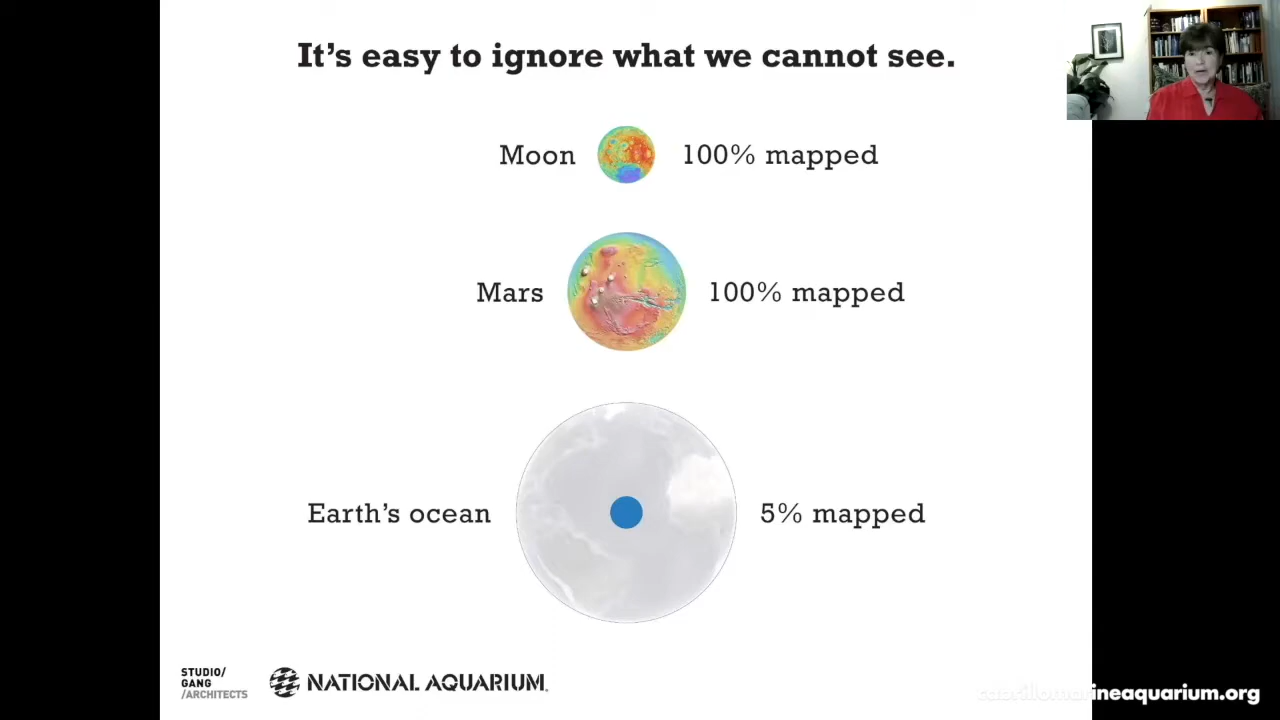 It's easy to ignore what we cannot see.
Moon 100% mapped
Mars 100% mapped
Earth's ocean 5% mapped
STUDIO/
GANG
/ARCHITECTS
NATIONAL AQUARIUM.
cabrillomarineaquarium.org